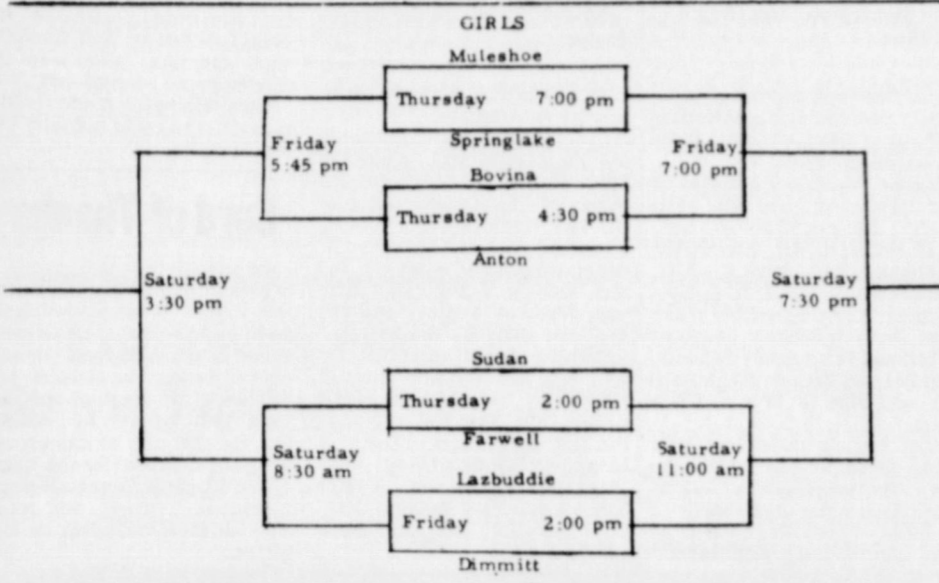 GIRLS
Muleshoe
Thursday 7:00 pm
Springlake
Friday
5:45 pm
Friday
7:00 pm
Bovina
Thursday 4:30 pm
Anton
Saturday
3:30 pm
Saturday
7:30 pm
Sudan
Thursday 2:00 pm
Farwell
Saturday
8:30 am
Saturday
11:00 am
Lazbuddie
Friday 2:00 pm
Dimmitt